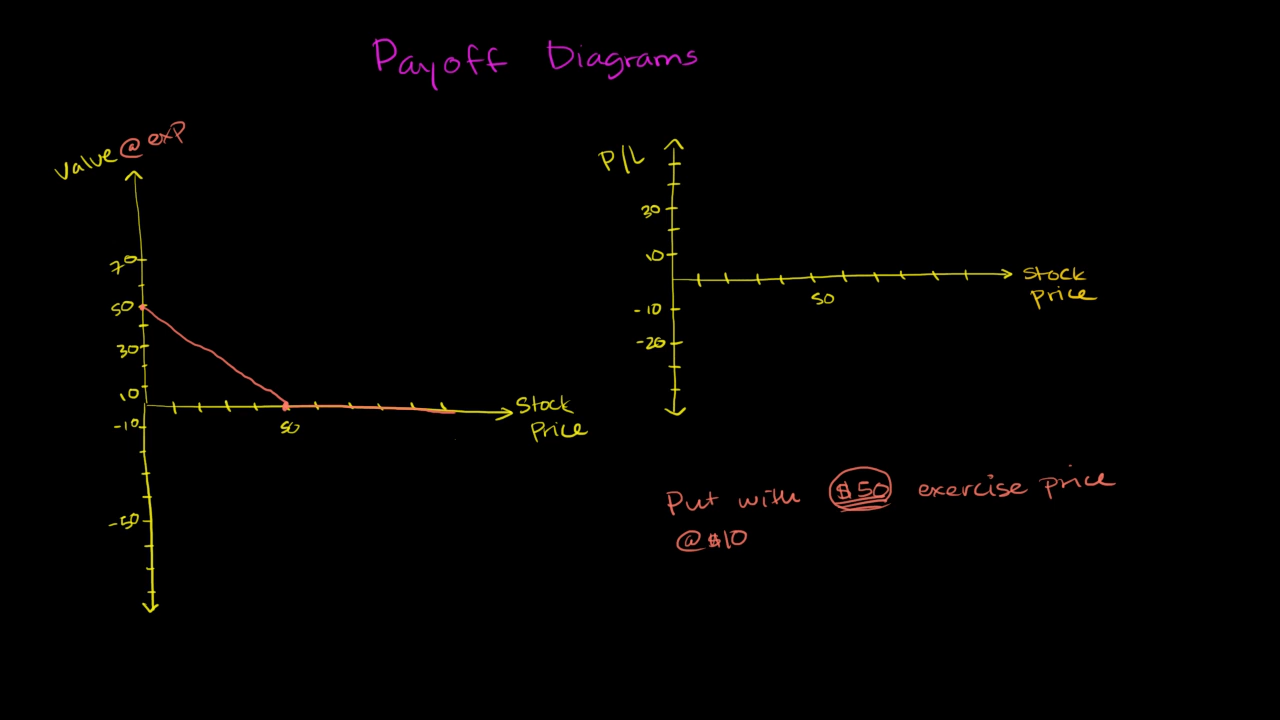 Payoff Diagrams
Value @ exP
70
50
30
10
-10
-50
50
Stock
Price
P/L
30
10
-10
-20
50
Stock
Price
Put with $50 exercise price
@ $10